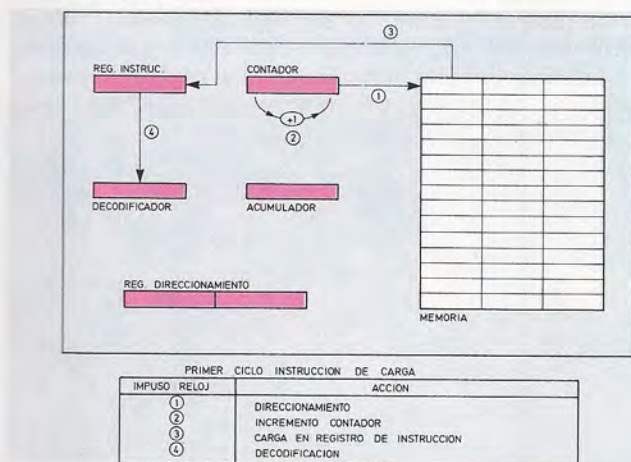 ③
REG. INSTRUC.
CONTADOR
①
+1
②
④
DECODIFICADOR
ACUMULADOR
REG. DIRECCIONAMIENTO
MEMORIA
PRIMER CICLO INSTRUCCION DE CARGA
IMPUSO RELOJ
ACCION
① DIRECCIONAMIENTO
② INCREMENTO CONTADOR
③ CARGA EN REGISTRO DE INSTRUCCION
④ DECODIFICACION